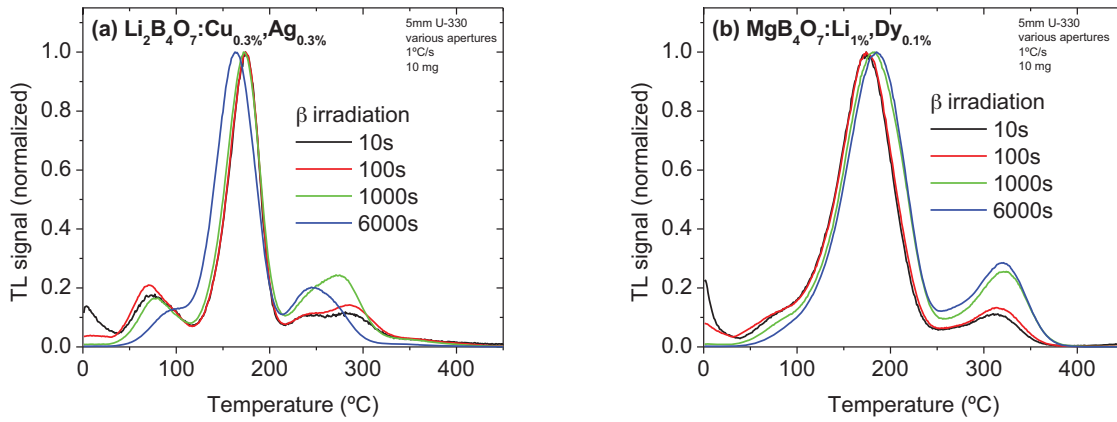 (a) Li2B4O7:Cu0.3%,Ag0.3%
5mm U-330
various apertures
1ºC/s
10 mg
β irradiation
10s
100s
1000s
6000s
1.0
0.8
0.6
0.4
0.2
0.0
TL signal (normalized)
0 100 200 300 400
Temperature (ºC)
(b) MgB4O7:Li1%,Dy0.1%
5mm U-330
various apertures
1ºC/s
10 mg
β irradiation
10s
100s
1000s
6000s
1.0
0.8
0.6
0.4
0.2
0.0
TL signal (normalized)
0 100 200 300 400
Temperature (ºC)